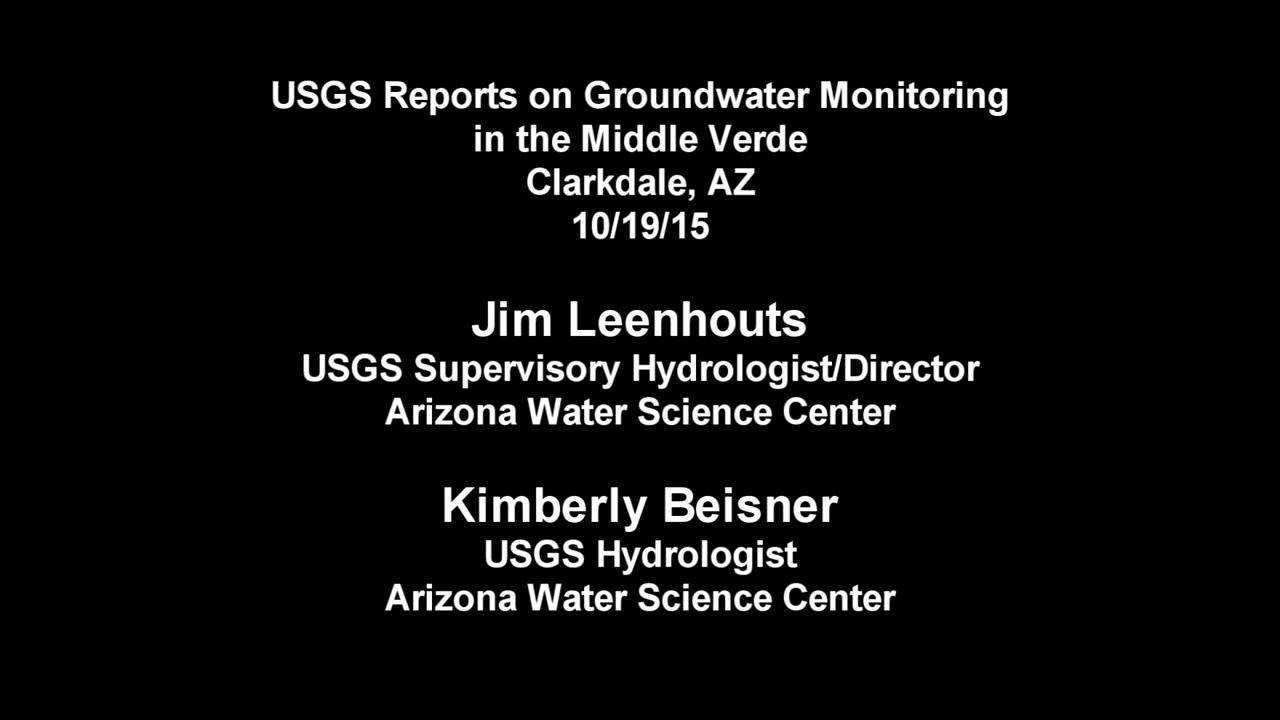 USGS Reports on Groundwater Monitoring
in the Middle Verde
Clarkdale, AZ
10/19/15
Jim Leenhouts
USGS Supervisory Hydrologist/Director
Arizona Water Science Center
Kimberly Beisner
USGS Hydrologist
Arizona Water Science Center